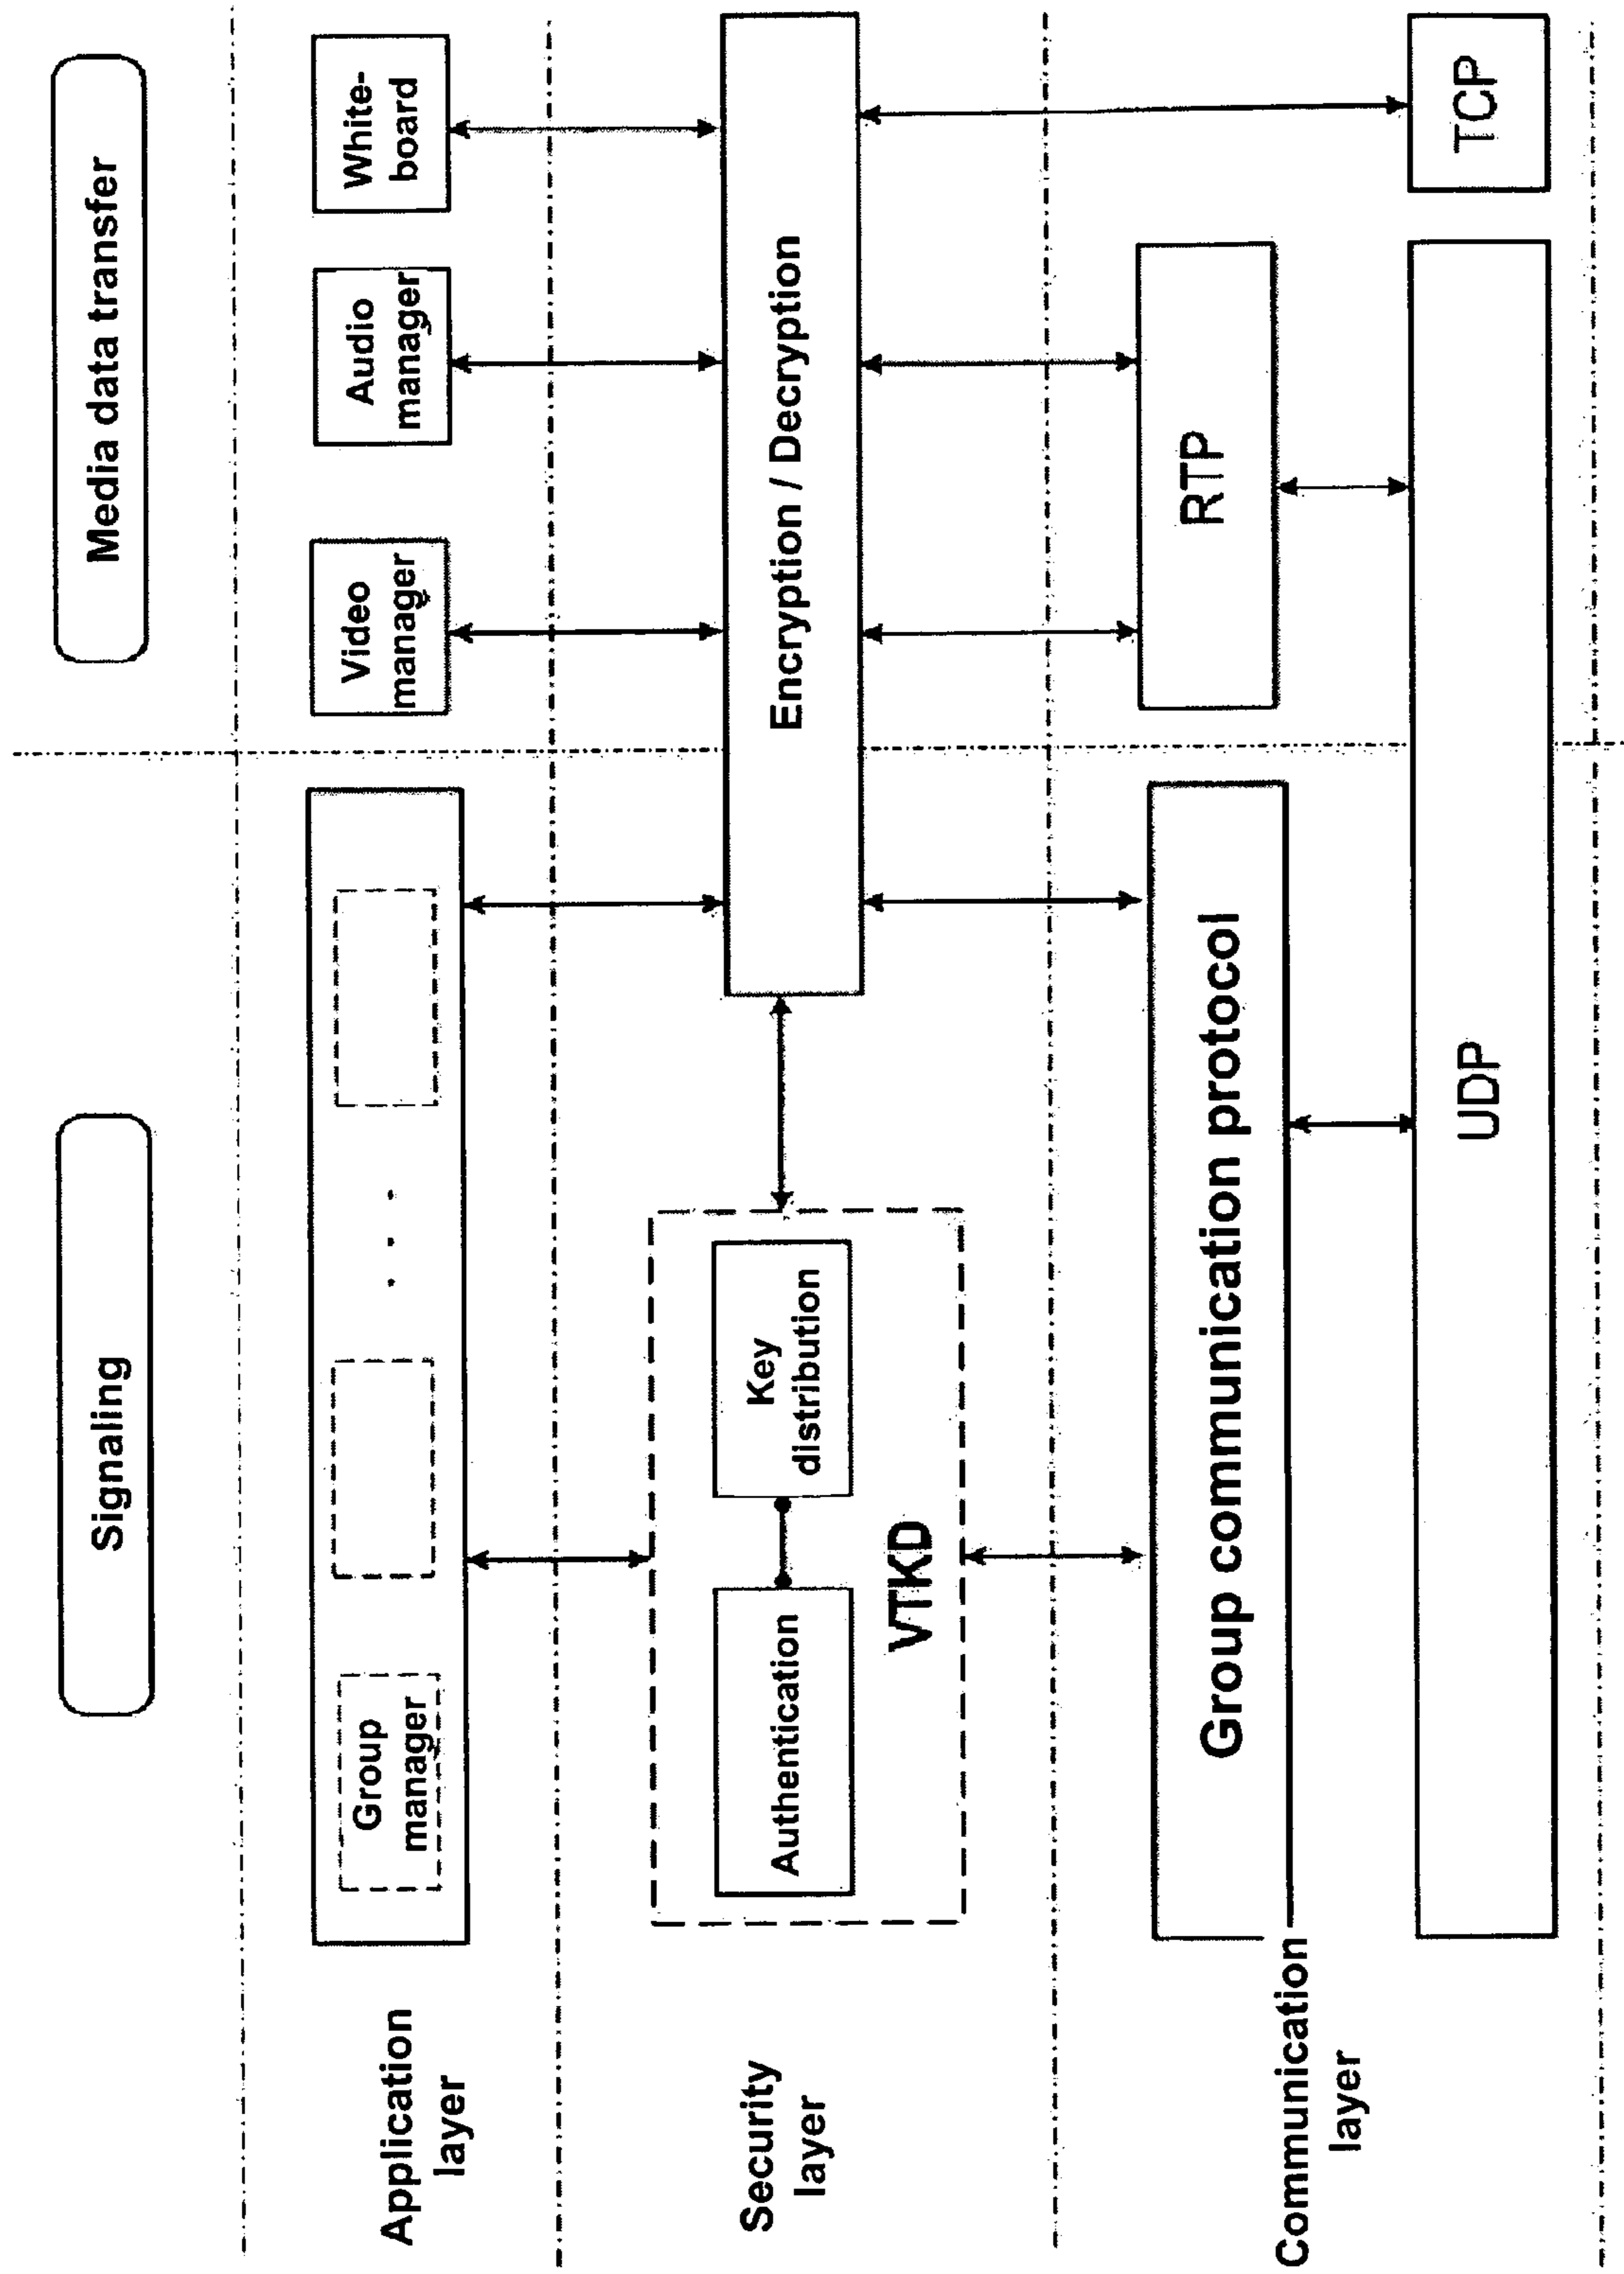 Signaling
Media data transfer
Application
layer
Group
manager
. . .
Video
manager
Audio
manager
White-
board
Security
layer
Authentication
Key
distribution
VTKD
Encryption / Decryption
Communication
layer
Group communication protocol
RTP
UDP
TCP